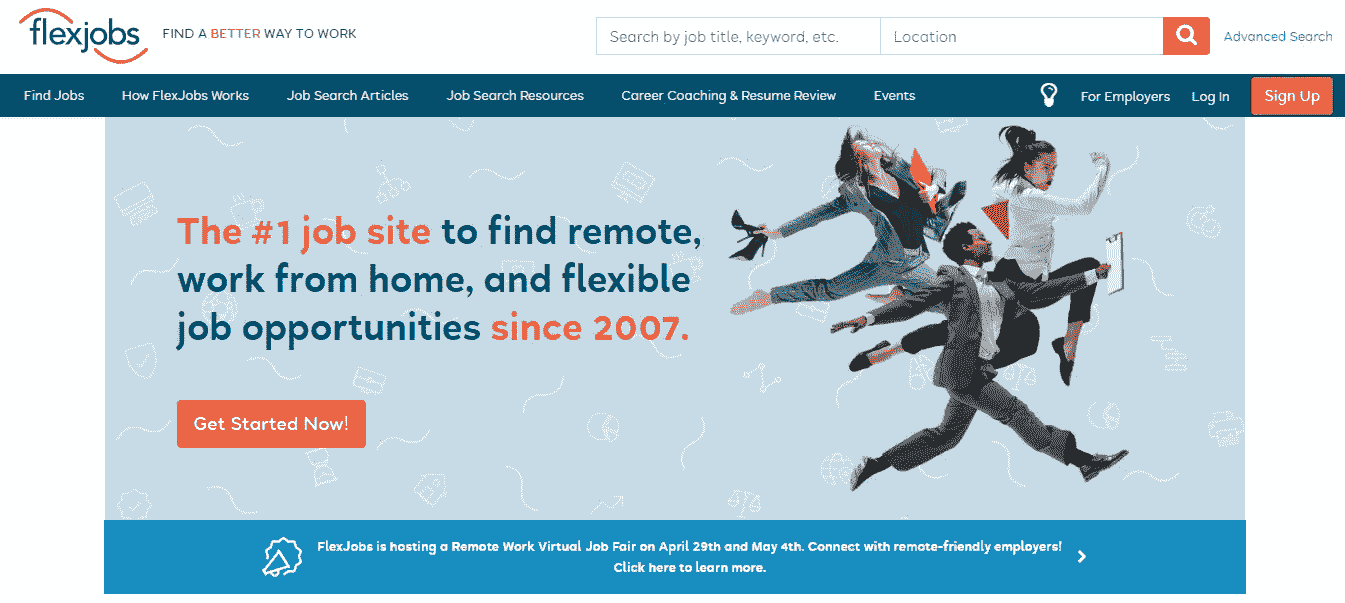 flexjobs
FIND A BETTER WAY TO WORK
Search by job title, keyword, etc.
Location
Advanced Search
Find Jobs
How FlexJobs Works
Job Search Articles
Job Search Resources
Career Coaching & Resume Review
Events
For Employers
Log In
Sign Up
The #1 job site to find remote,
work from home, and flexible
job opportunities since 2007.
Get Started Now!
FlexJobs is hosting a Remote Work Virtual Job Fair on April 29th and May 4th. Connect with remote-friendly employers!
Click here to learn more.